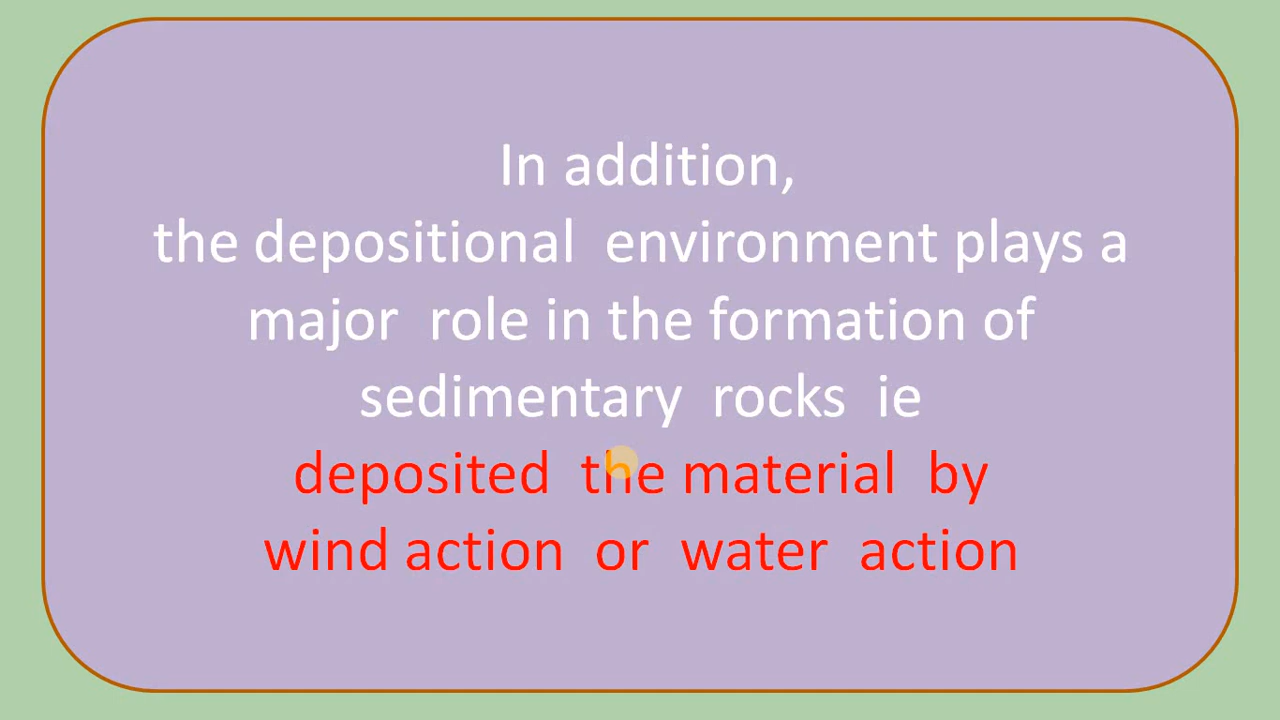 In addition,
the depositional environment plays a
major role in the formation of
sedimentary rocks ie
deposited the material by
wind action or water action